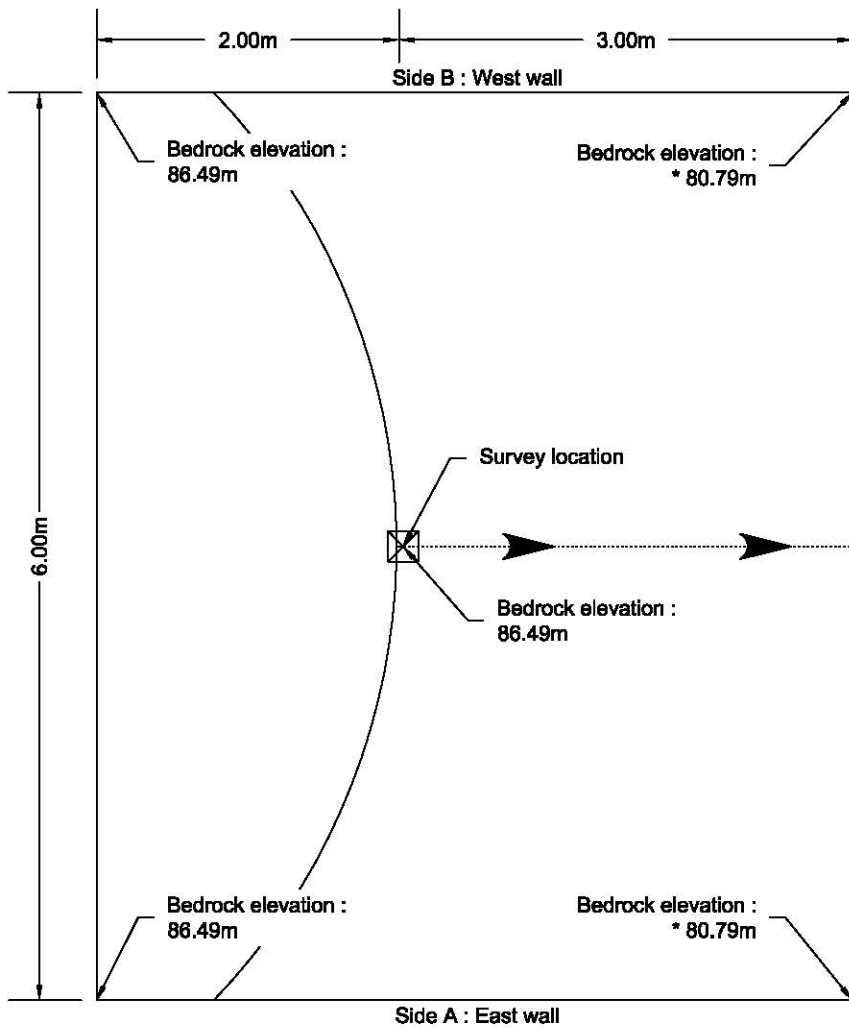 2.00m
3.00m
Side B : West wall
Bedrock elevation :
86.49m
Bedrock elevation :
* 80.79m
6.00m
Survey location
Bedrock elevation :
86.49m
Bedrock elevation :
86.49m
Bedrock elevation :
* 80.79m
Side A : East wall